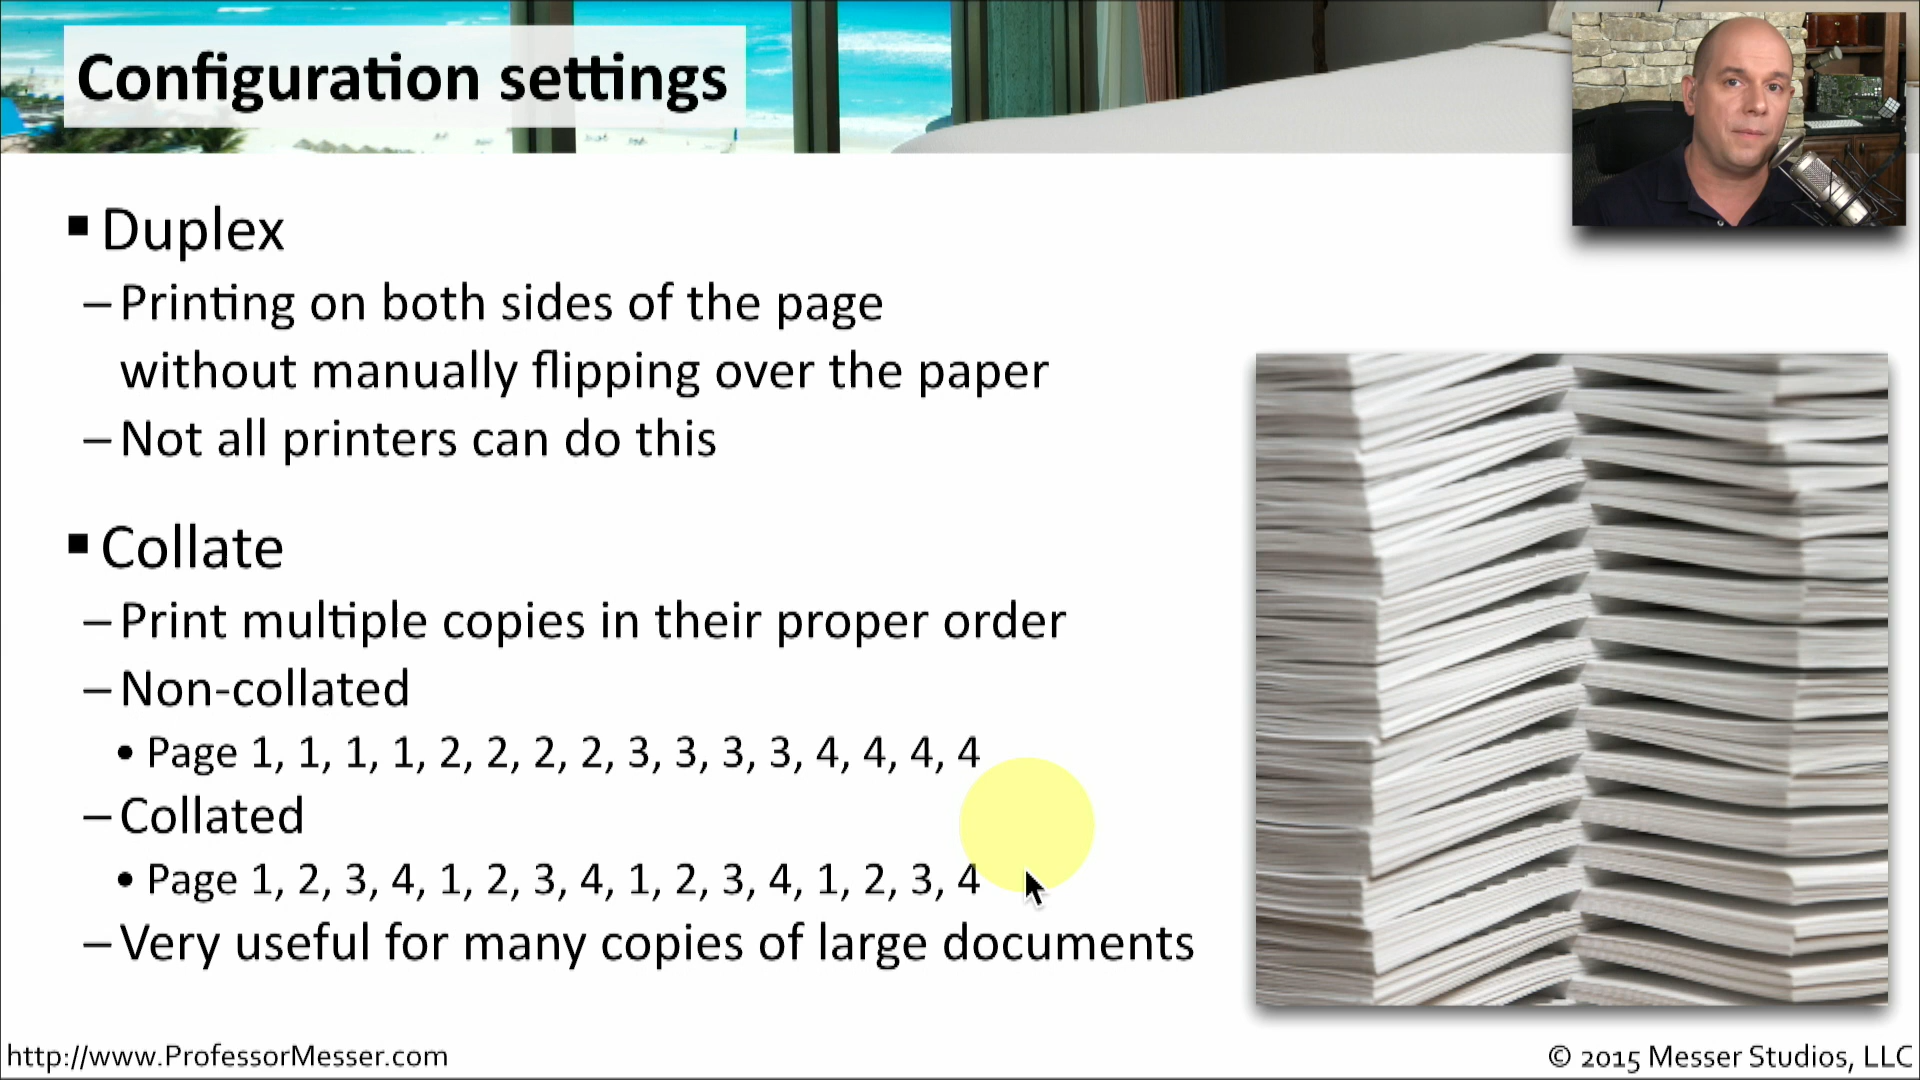 Configuration settings
▪ Duplex
– Printing on both sides of the page
without manually flipping over the paper
– Not all printers can do this
▪ Collate
– Print multiple copies in their proper order
– Non-collated
• Page 1, 1, 1, 1, 2, 2, 2, 2, 3, 3, 3, 3, 4, 4, 4, 4
– Collated
• Page 1, 2, 3, 4, 1, 2, 3, 4, 1, 2, 3, 4, 1, 2, 3, 4
– Very useful for many copies of large documents
http://www.ProfessorMesser.com
© 2015 Messer Studios, LLC